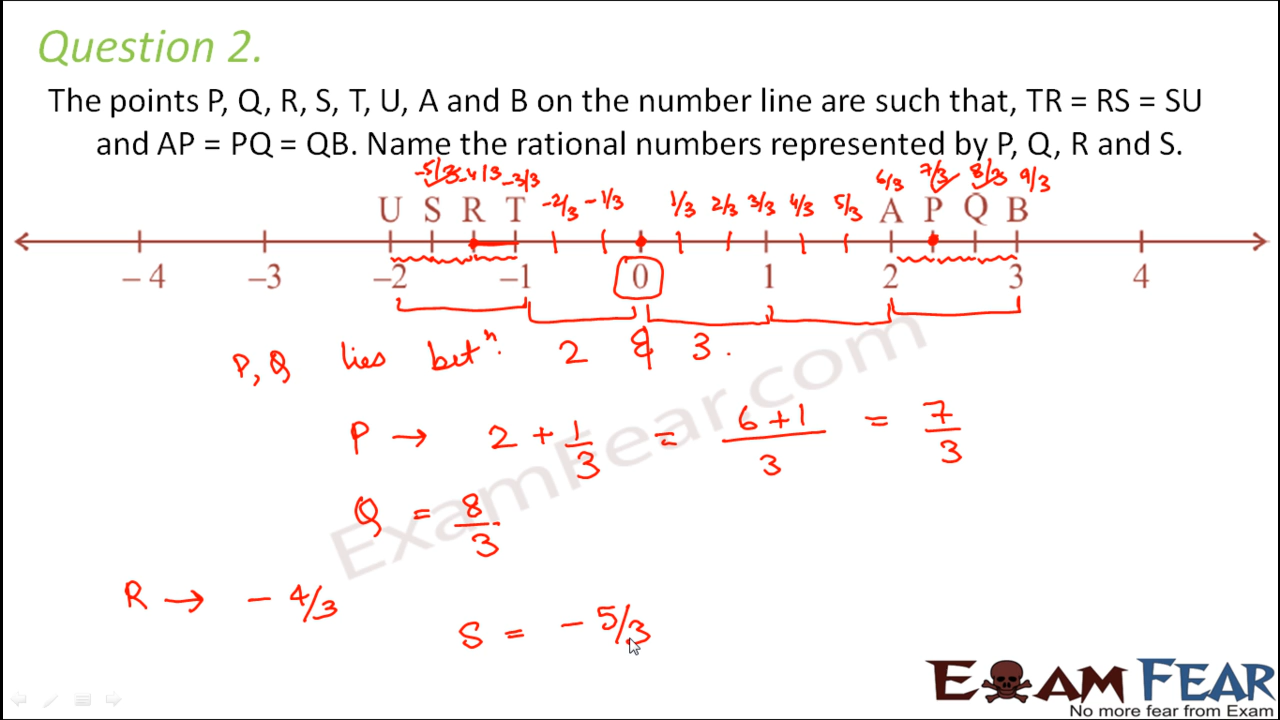 Question 2.
The points P, Q, R, S, T, U, A and B on the number line are such that, TR = RS = SU
and AP = PQ = QB. Name the rational numbers represented by P, Q, R and S.
-5/3 -4/3 -3/3 -2/3 -1/3 1/3 2/3 3/3 4/3 5/3 6/3 7/3 8/3 9/3
U S R T A P Q B
–4 –3 –2 –1 0 1 2 3 4
P, Q lies betn. 2 & 3.
P → 2 + 1/3 = 6+1/3 = 7/3
Q = 8/3
R → - 4/3
S = - 5/3
ExamFear.com
EXAM FEAR
No more fear from Exam